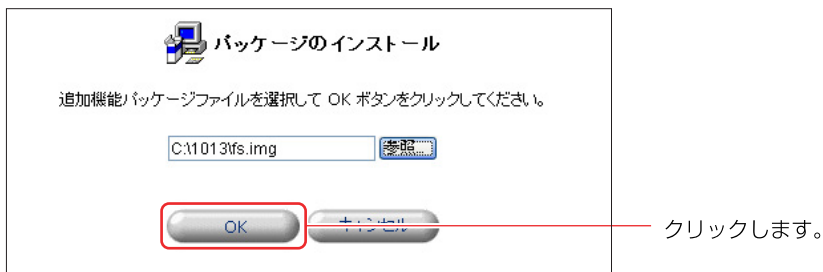 パッケージのインストール
追加機能パッケージファイルを選択して OK ボタンをクリックしてください。
C:\1013\fs.img 参照...
OK キャンセル クリックします。